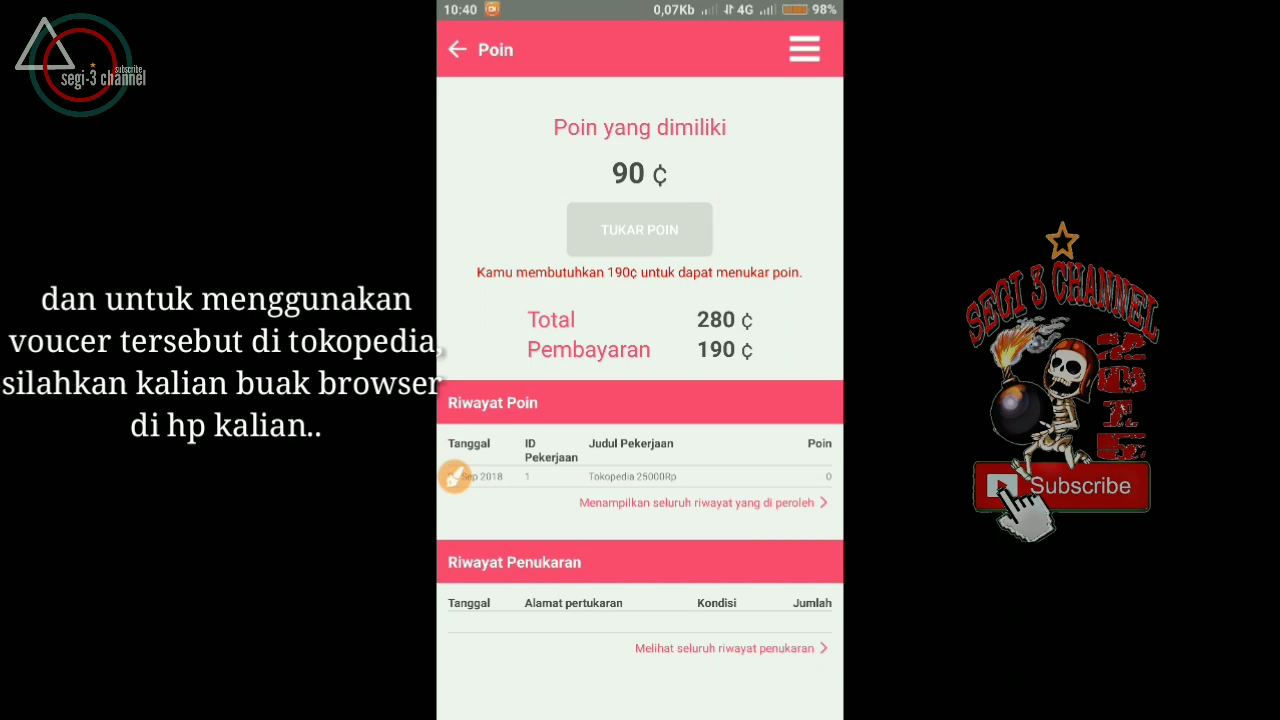 10:40
0,07Kb
4G
98%
segi-3 channel
subscribe
Poin
Poin yang dimiliki
90 ₵
TUKAR POIN
Kamu membutuhkan 190¢ untuk dapat menukar poin.
Total 280 ₵
Pembayaran 190 ₵
dan untuk menggunakan
voucer tersebut di tokopedia,
silahkan kalian buak browser
di hp kalian..
Riwayat Poin
Tanggal ID Pekerjaan Judul Pekerjaan Poin
Sep 2018 1 Tokopedia 25000Rp 0
Menampilkan seluruh riwayat yang di peroleh
Riwayat Penukaran
Tanggal Alamat pertukaran Kondisi Jumlah
Melihat seluruh riwayat penukaran
SEGI 3 CHANNEL
Subscribe